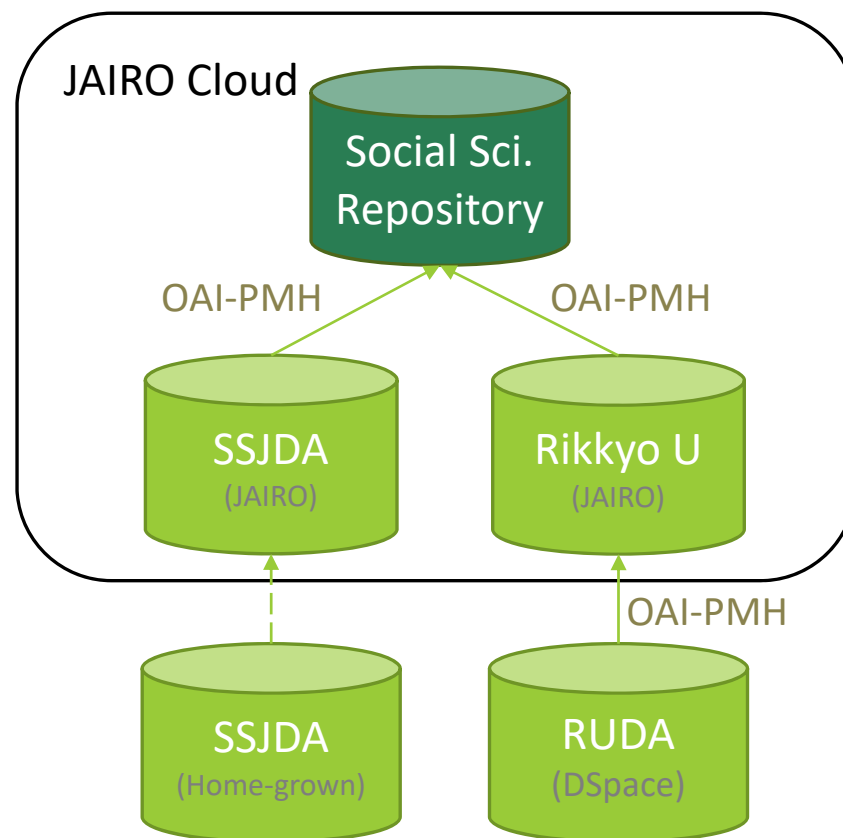 JAIRO Cloud
Social Sci.
Repository
OAI-PMH
OAI-PMH
SSJDA
(JAIRO)
Rikkyo U
(JAIRO)
OAI-PMH
SSJDA
(Home-grown)
RUDA
(DSpace)